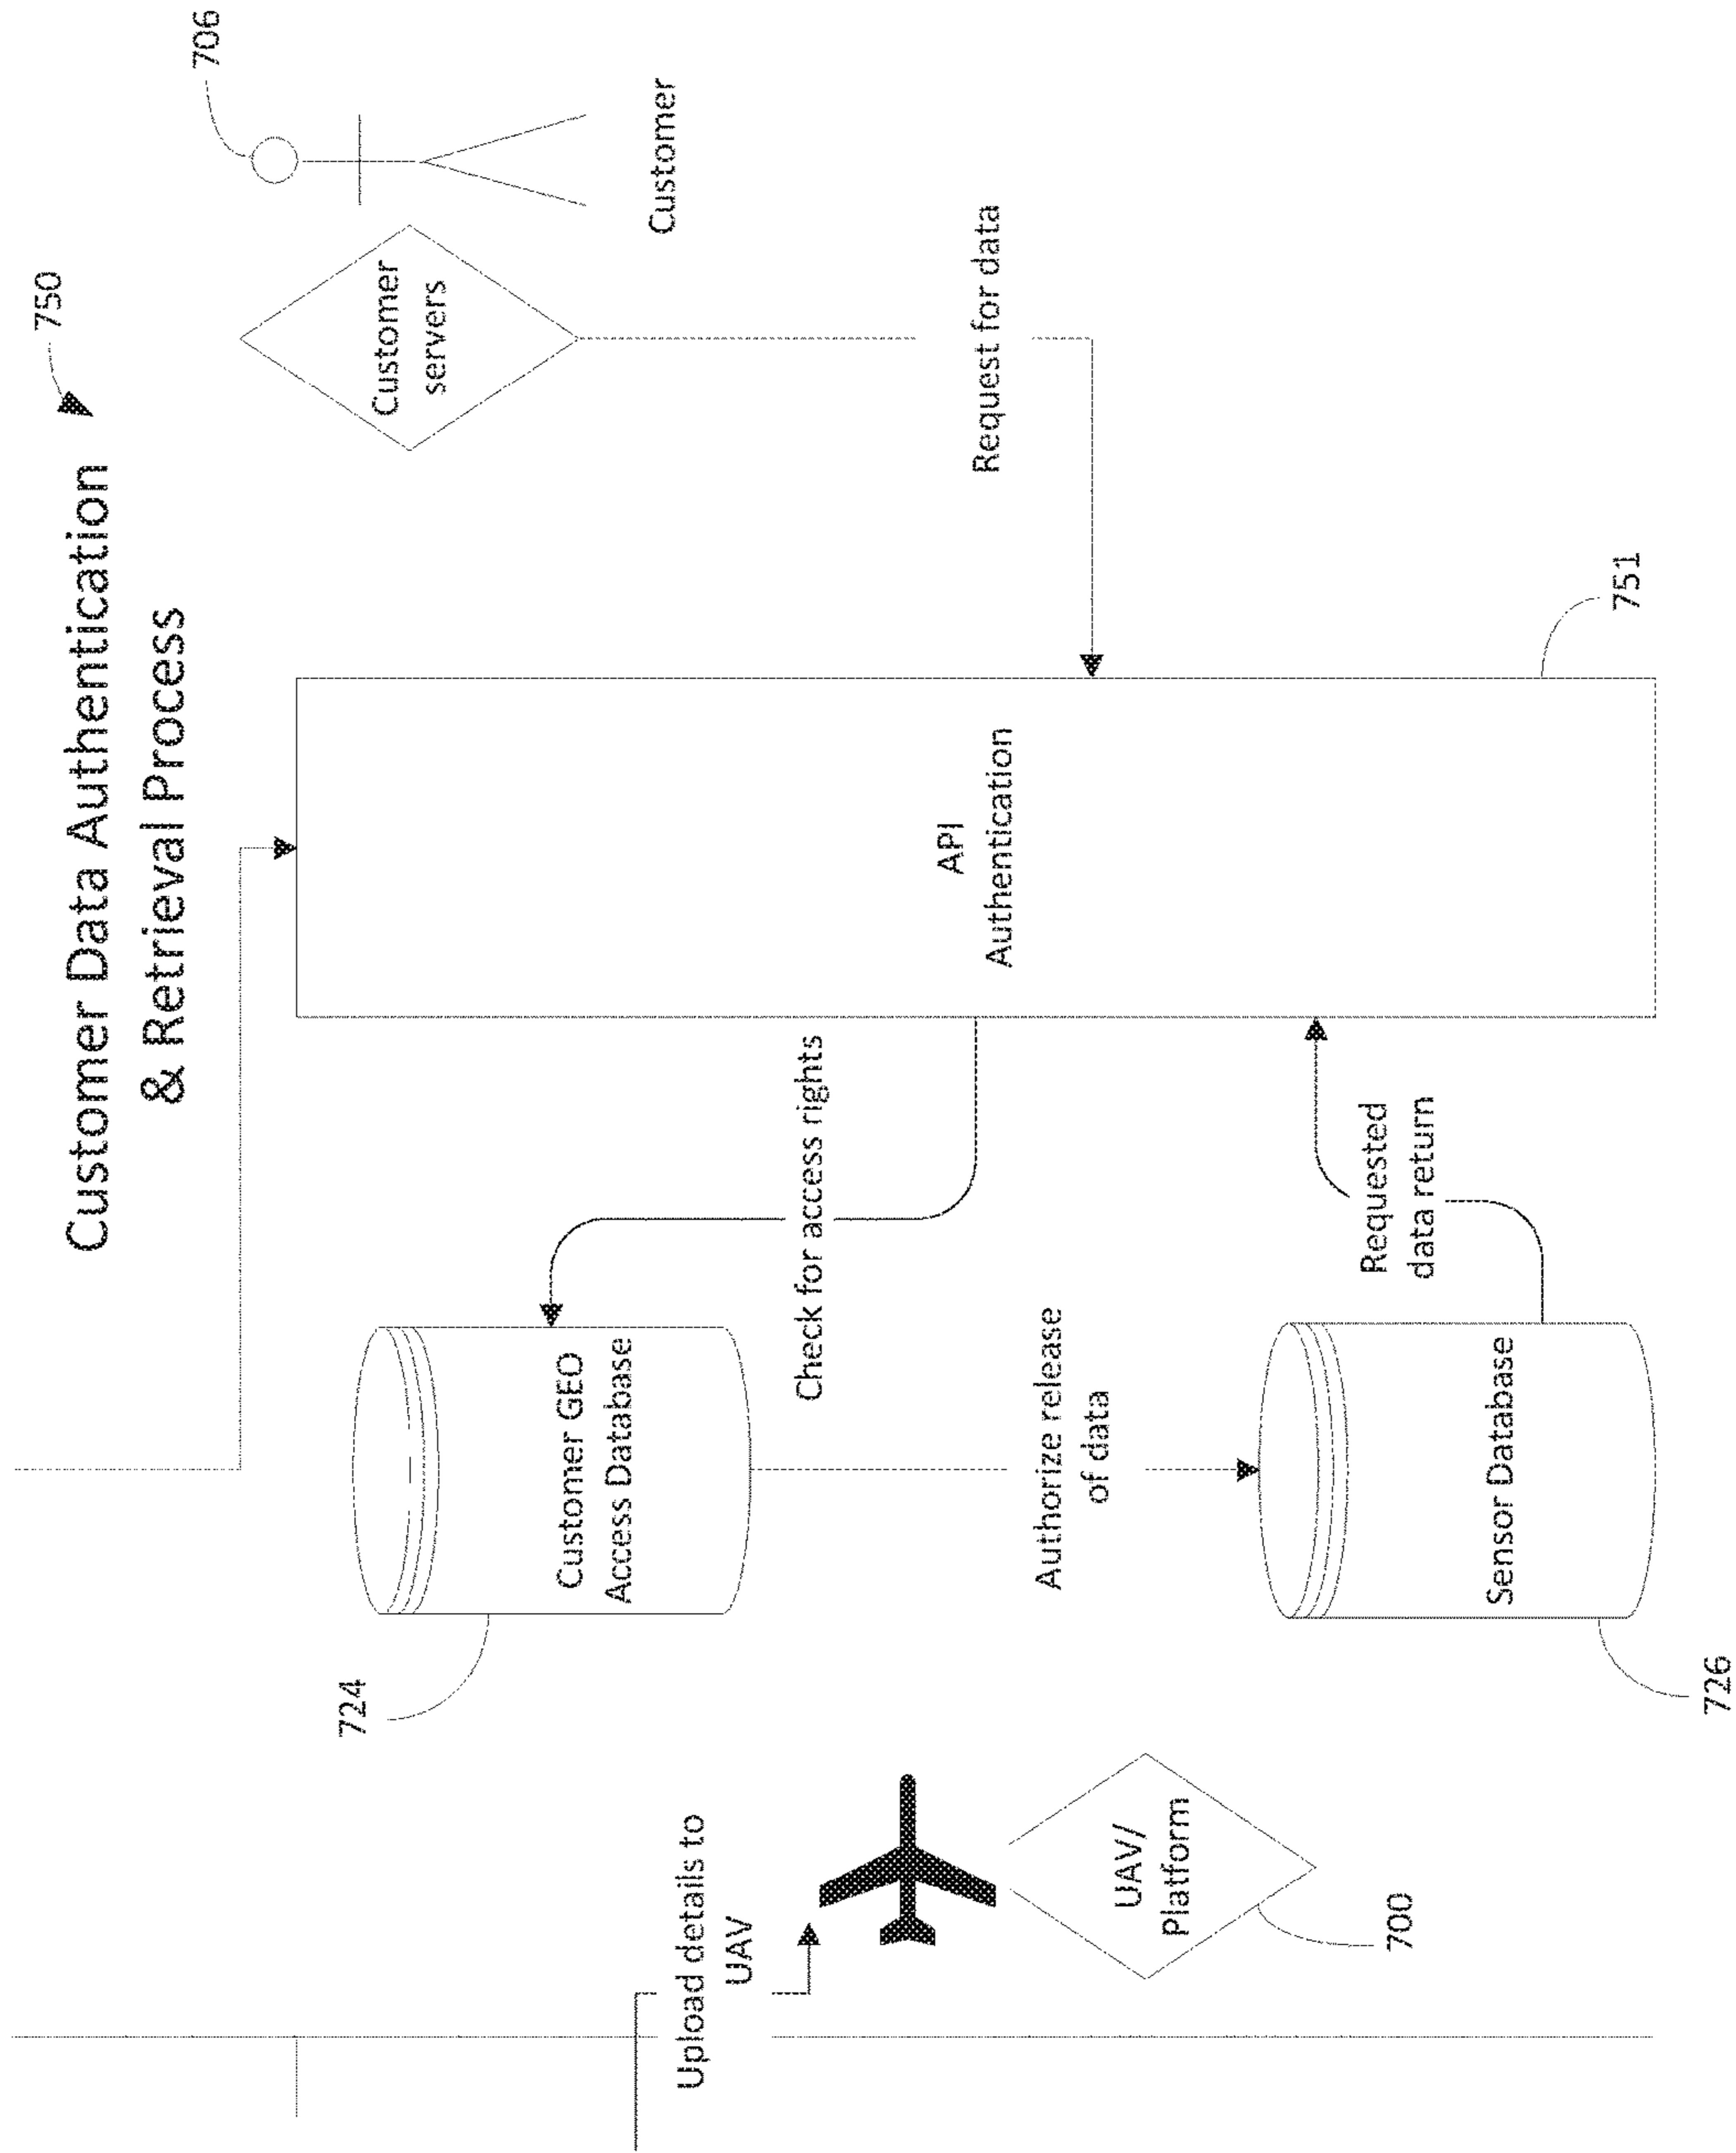 Customer Data Authentication
& Retrieval Process
750
706
Customer
servers
Customer
Request for data
API
Authentication
751
Check for access rights
Customer GEO
Access Database
724
Authorize release
of data
Requested
data return
Sensor Database
726
Upload details to
UAV
UAV/
Platform
700